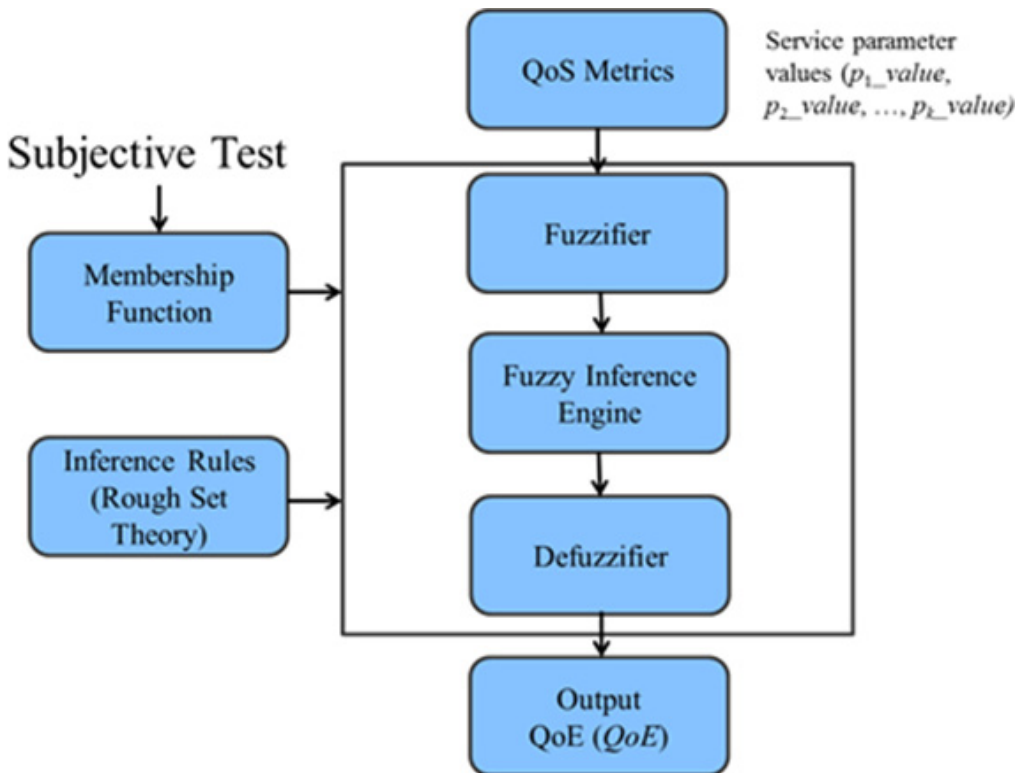 QoS Metrics
Service parameter
values (p₁_value,
p₂_value, …, pₖ_value)
Subjective Test
Fuzzifier
Membership
Function
Fuzzy Inference
Engine
Inference Rules
(Rough Set
Theory)
Defuzzifier
Output
QoE (QoE)